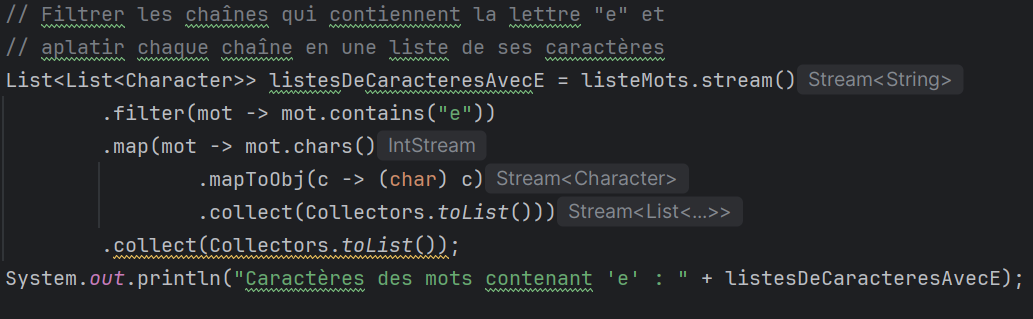 // Filtrer les chaînes qui contiennent la lettre "e" et
// aplatir chaque chaîne en une liste de ses caractères
List<List<Character>> listesDeCaracteresAvecE = listeMots.stream() Stream<String>
.filter(mot -> mot.contains("e"))
.map(mot -> mot.chars() IntStream
.mapToObj(c -> (char) c) Stream<Character>
.collect(Collectors.toList())) Stream<List<...>>
.collect(Collectors.toList());
System.out.println("Caractères des mots contenant 'e' : " + listesDeCaracteresAvecE);